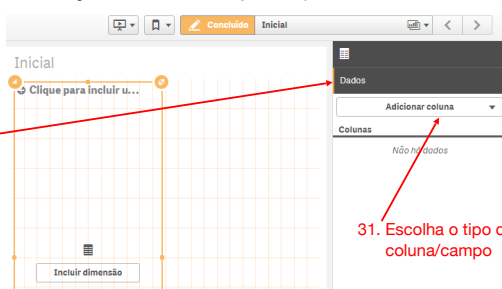 Concluído Inicial
Inicial
Clique para incluir u...
Dados
Adicionar coluna
Colunas
Não há dados
31. Escolha o tipo d
coluna/campo
Incluir dimensão